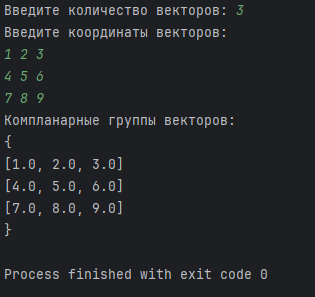 Введите количество векторов: 3
Введите координаты векторов:
1 2 3
4 5 6
7 8 9
Компланарные группы векторов:
{
[1.0, 2.0, 3.0]
[4.0, 5.0, 6.0]
[7.0, 8.0, 9.0]
}
Process finished with exit code 0